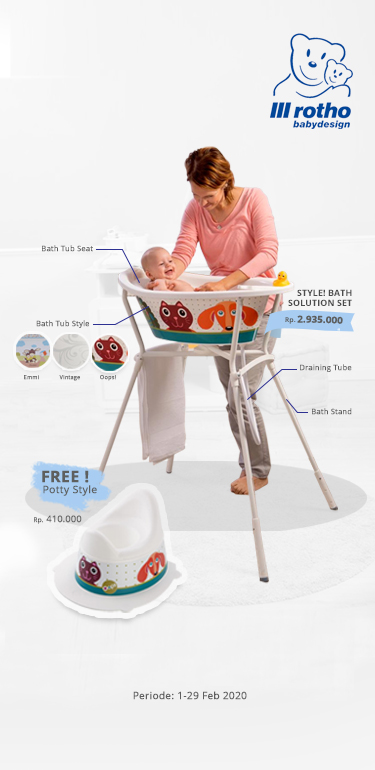 rotho
babydesign
Bath Tub Seat
STYLE! BATH
SOLUTION SET
Rp. 2.935.000
Bath Tub Style
Emmi
Vintage
Oops!
Draining Tube
Bath Stand
FREE !
Potty Style
Rp. 410.000
Periode: 1-29 Feb 2020